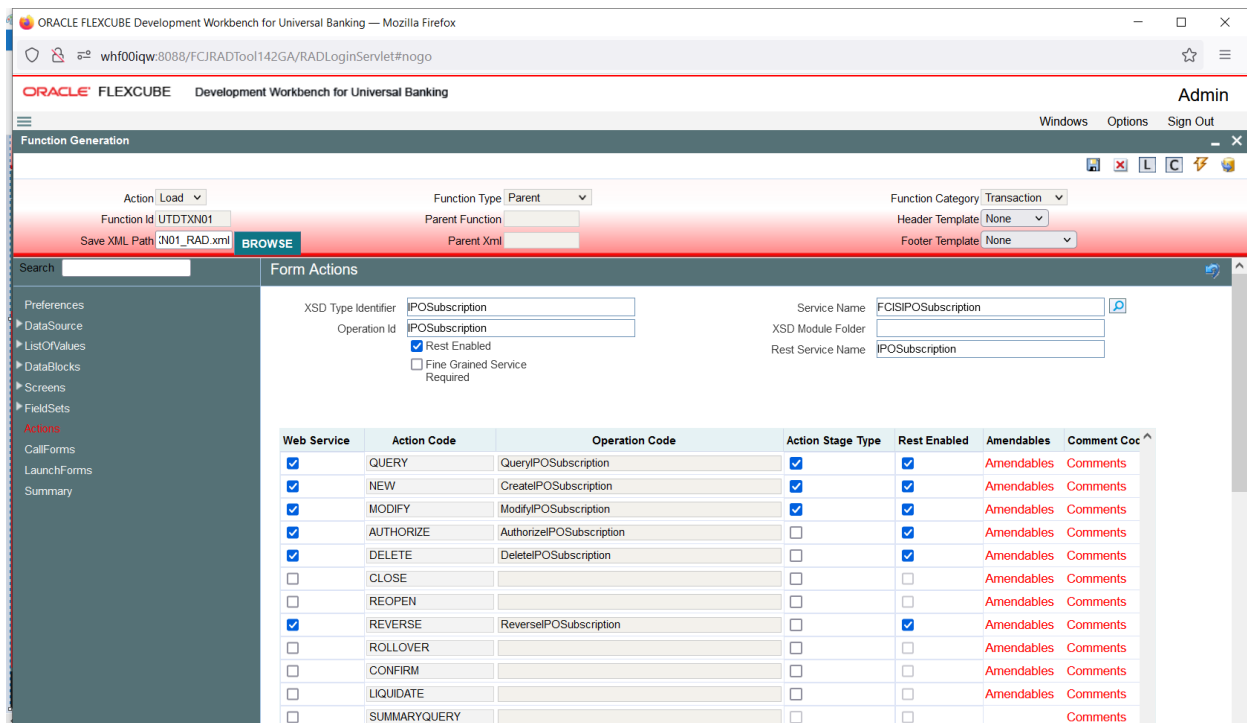 ORACLE FLEXCUBE Development Workbench for Universal Banking — Mozilla Firefox
whf00iqw:8088/FCJRADTool142GA/RADLoginServlet#nogo
ORACLE FLEXCUBE Development Workbench for Universal Banking
Admin
Windows Options Sign Out
Function Generation
L C
Action Load Function Type Parent Function Category Transaction
Function Id UTDTXN01 Parent Function Header Template None
Save XML Path :N01_RAD.xml BROWSE Parent Xml Footer Template None
Search Form Actions
Preferences
DataSource
ListOfValues
DataBlocks
Screens
FieldSets
Actions
CallForms
LaunchForms
Summary
XSD Type Identifier IPOSubscription Service Name FCISIPOSubscription
Operation Id IPOSubscription XSD Module Folder
Rest Enabled Rest Service Name IPOSubscription
Fine Grained Service
Required
Web Service Action Code Operation Code Action Stage Type Rest Enabled Amendables Comment Coc
QUERY QueryIPOSubscription Amendables Comments
NEW CreateIPOSubscription Amendables Comments
MODIFY ModifyIPOSubscription Amendables Comments
AUTHORIZE AuthorizeIPOSubscription Amendables Comments
DELETE DeleteIPOSubscription Amendables Comments
CLOSE Amendables Comments
REOPEN Amendables Comments
REVERSE ReverseIPOSubscription Amendables Comments
ROLLOVER Amendables Comments
CONFIRM Amendables Comments
LIQUIDATE Amendables Comments
SUMMARYQUERY Comments